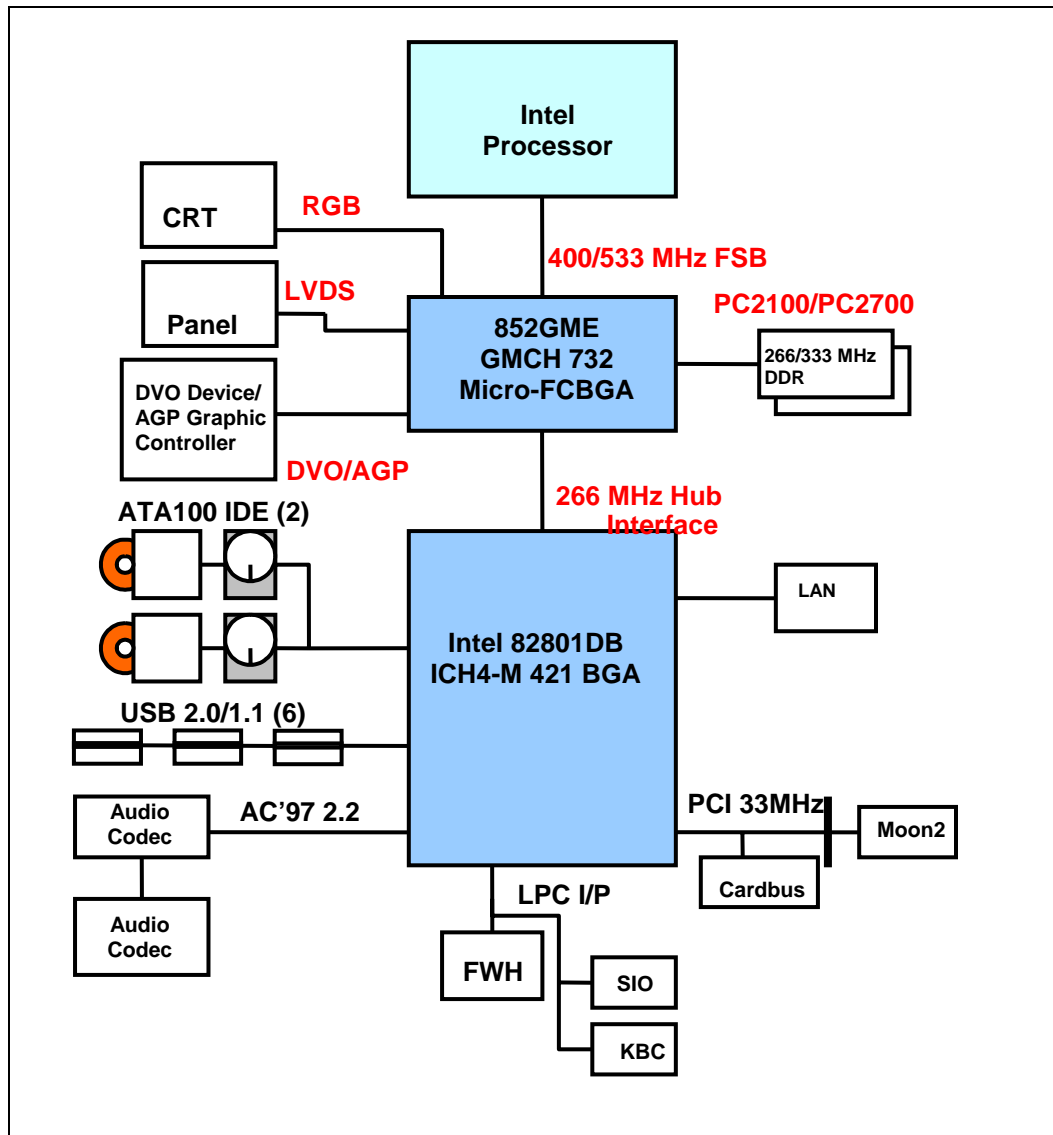 Intel
Processor
CRT
RGB
400/533 MHz FSB
LVDS
Panel
PC2100/PC2700
852GME
GMCH 732
Micro-FCBGA
266/333 MHz
DDR
DVO Device/
AGP Graphic
Controller
DVO/AGP
266 MHz Hub
Interface
ATA100 IDE (2)
LAN
Intel 82801DB
ICH4-M 421 BGA
USB 2.0/1.1 (6)
Audio
Codec
AC’97 2.2
PCI 33MHz
Moon2
Cardbus
LPC I/P
Audio
Codec
FWH
SIO
KBC